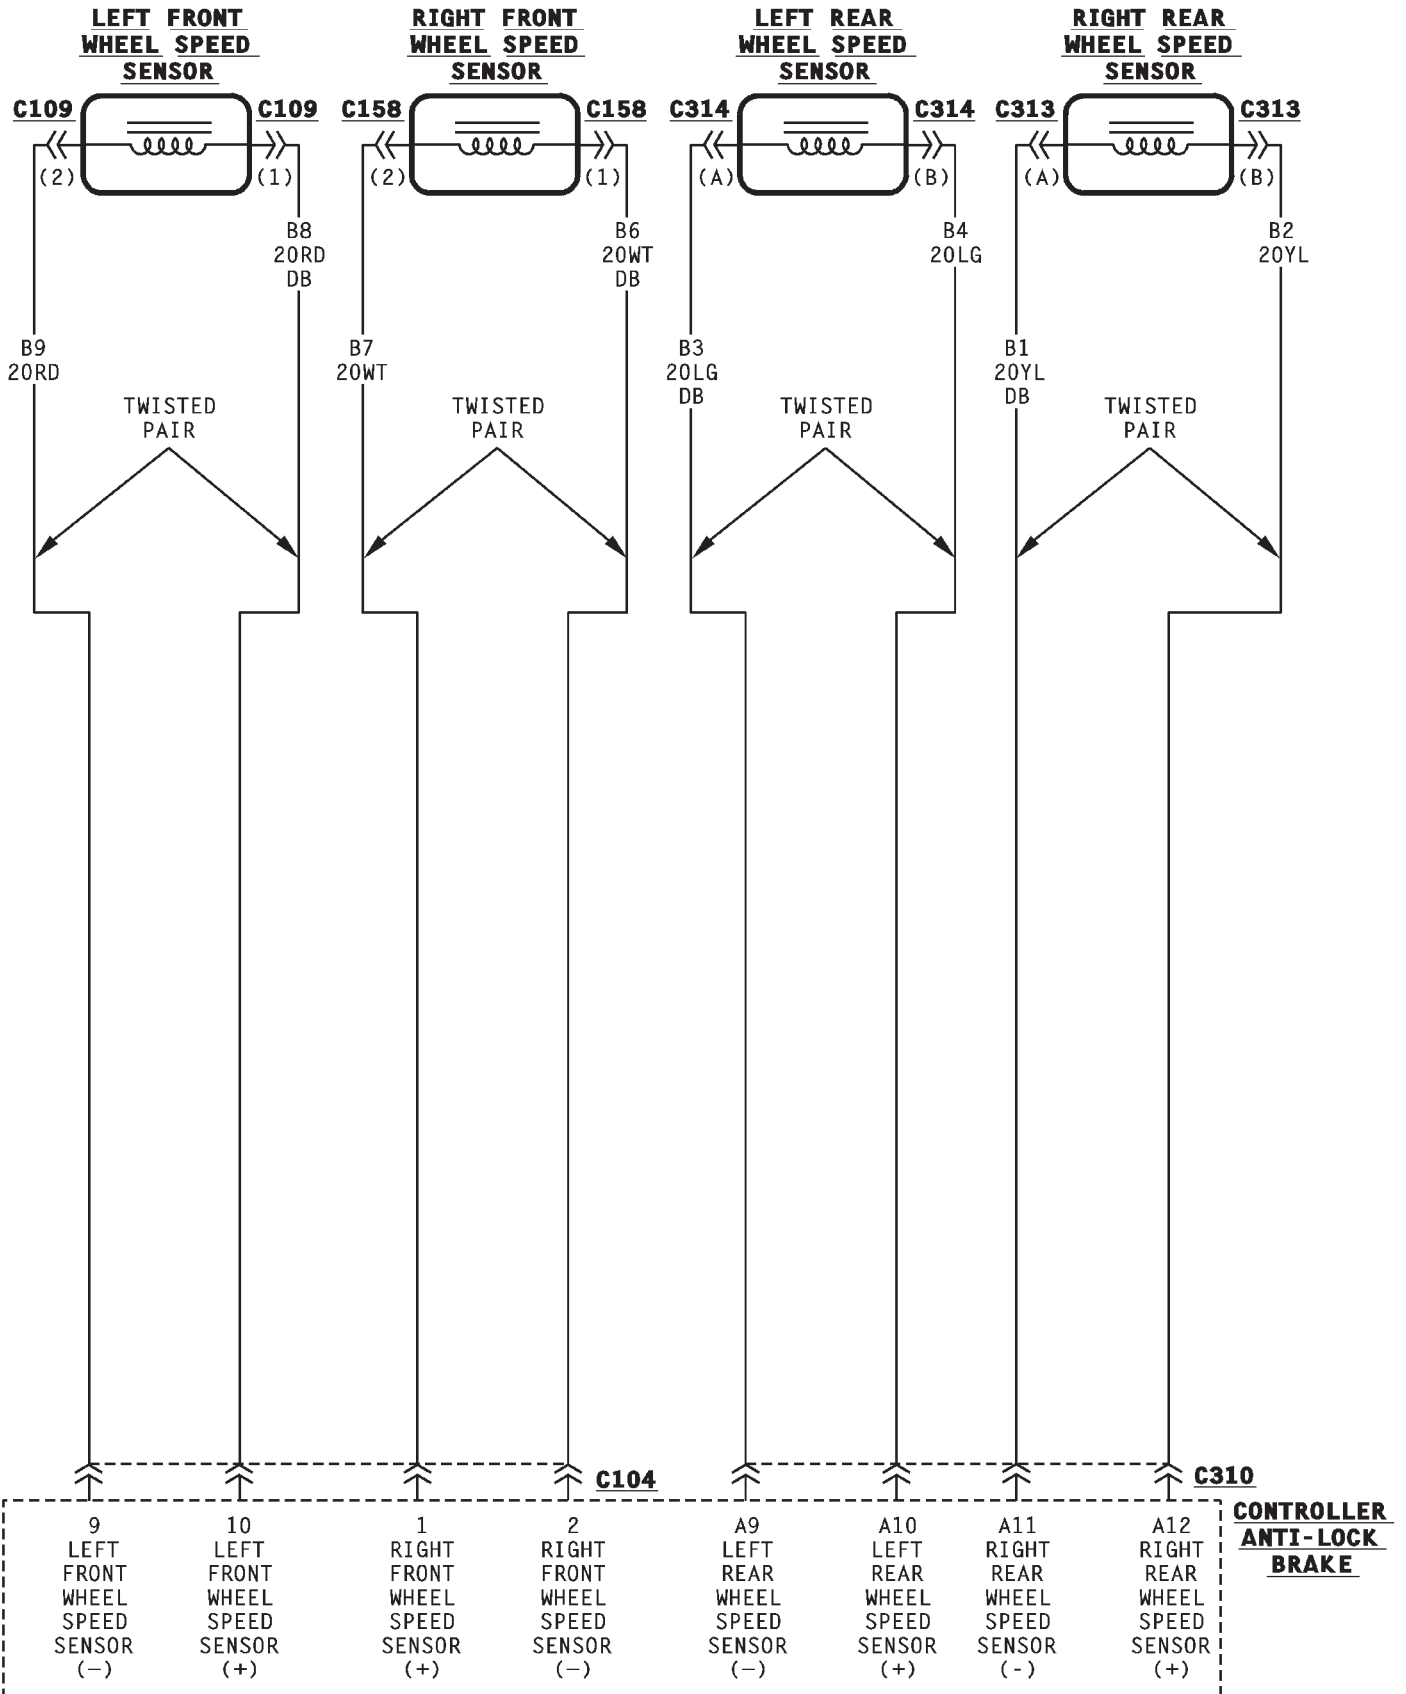 LEFT FRONT
WHEEL SPEED
SENSOR
RIGHT FRONT
WHEEL SPEED
SENSOR
LEFT REAR
WHEEL SPEED
SENSOR
RIGHT REAR
WHEEL SPEED
SENSOR
C109
C109
C158
C158
C314
C314
C313
C313
(2)
(1)
(2)
(1)
(A)
(B)
(A)
(B)
B8
20RD
DB
B6
20WT
DB
B4
20LG
B2
20YL
B9
20RD
B7
20WT
B3
20LG
DB
B1
20YL
DB
TWISTED
PAIR
TWISTED
PAIR
TWISTED
PAIR
TWISTED
PAIR
C104
C310
CONTROLLER
ANTI-LOCK
BRAKE
9
LEFT
FRONT
WHEEL
SPEED
SENSOR
(—)
10
LEFT
FRONT
WHEEL
SPEED
SENSOR
(+)
1
RIGHT
FRONT
WHEEL
SPEED
SENSOR
(+)
2
RIGHT
FRONT
WHEEL
SPEED
SENSOR
(—)
A9
LEFT
REAR
WHEEL
SPEED
SENSOR
(—)
A10
LEFT
REAR
WHEEL
SPEED
SENSOR
(+)
A11
RIGHT
REAR
WHEEL
SPEED
SENSOR
(-)
A12
RIGHT
REAR
WHEEL
SPEED
SENSOR
(+)